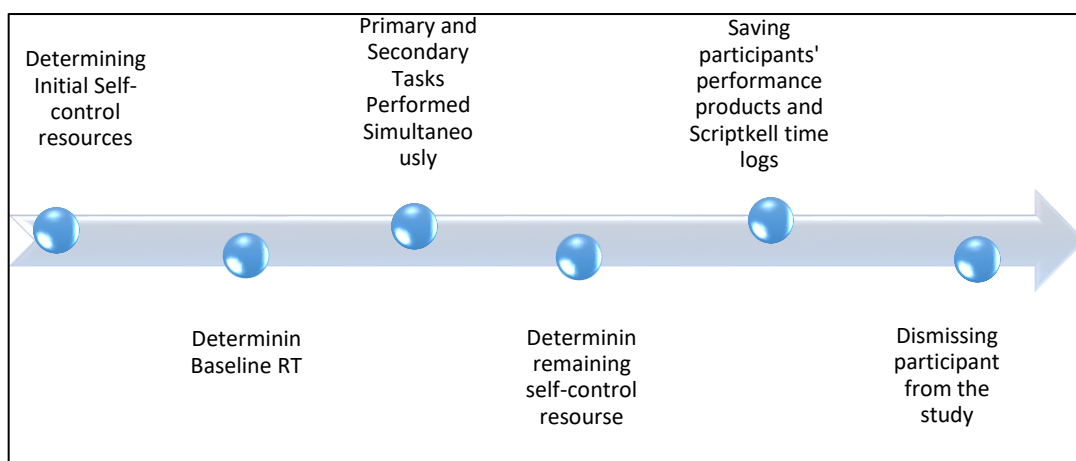 Determining
Initial Self-
control
resources
Determinin
Baseline RT
Primary and
Secondary
Tasks
Performed
Simultaneo
usly
Determinin
remaining
self-control
resourse
Saving
participants'
performance
products and
Scriptkell time
logs
Dismissing
participant
from the
study